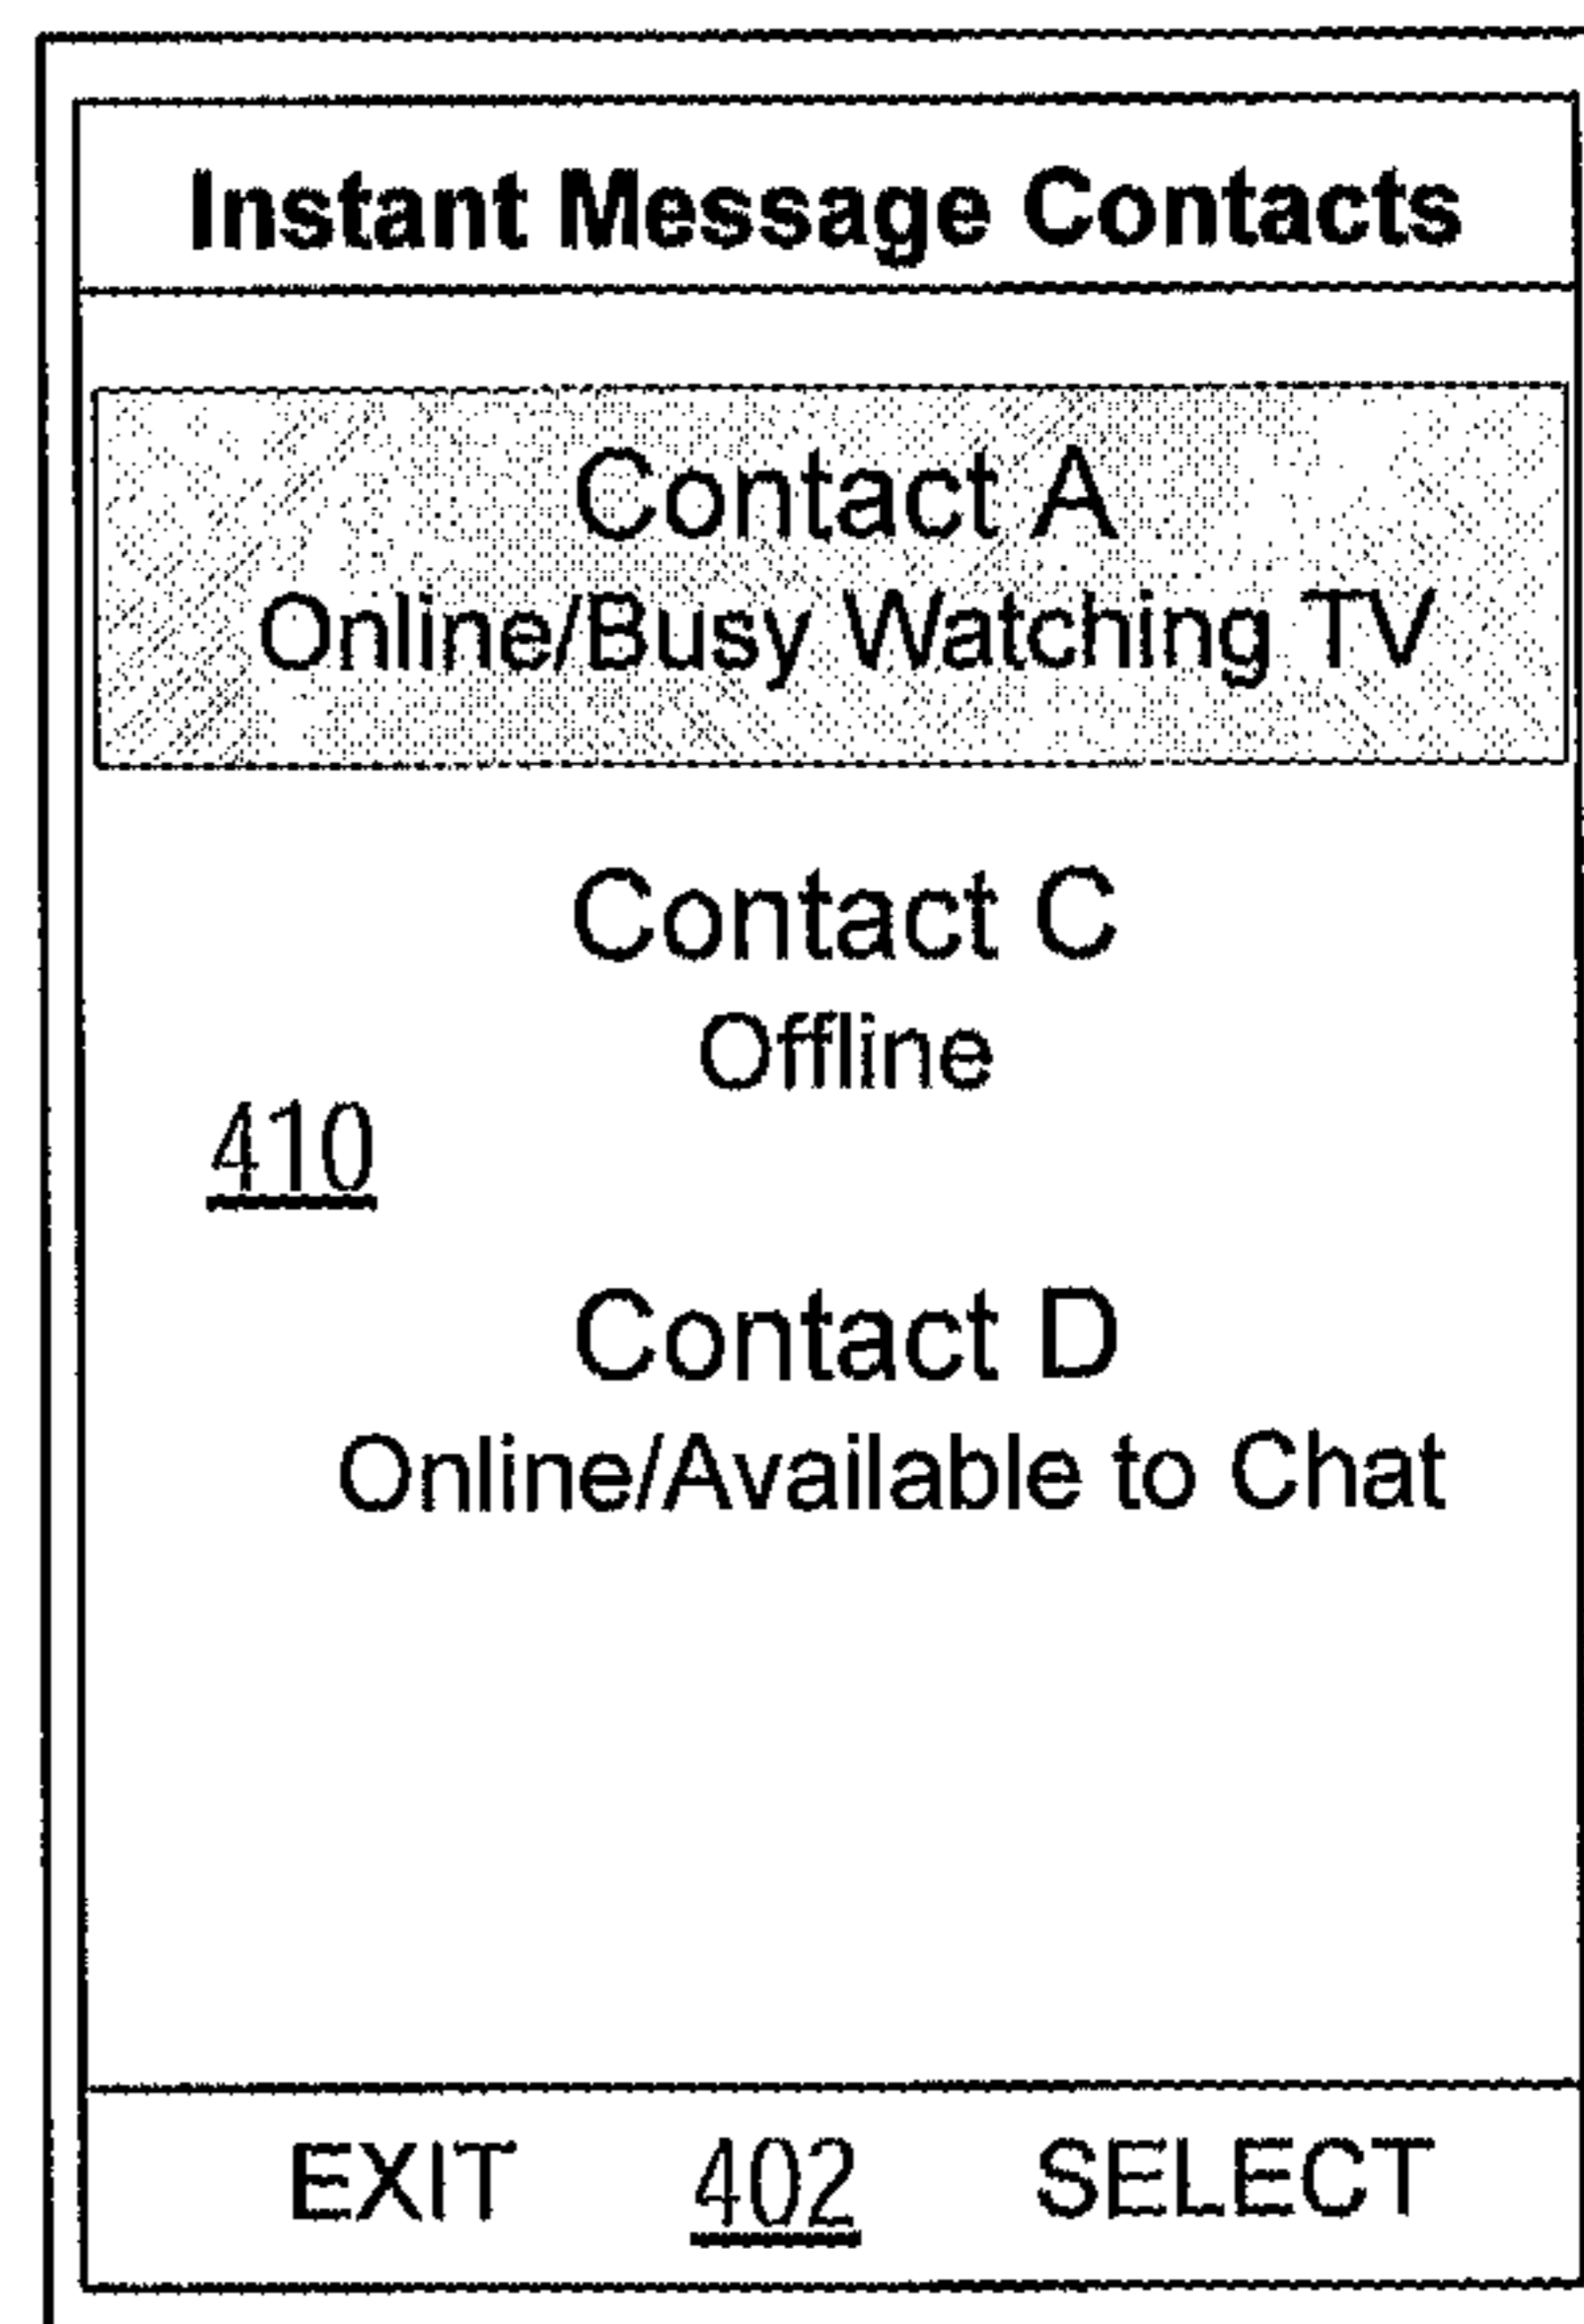 Instant Message Contacts
Contact A
Online/Busy Watching TV
Contact C
Offline
410
Contact D
Online/Available to Chat
EXIT 402 SELECT